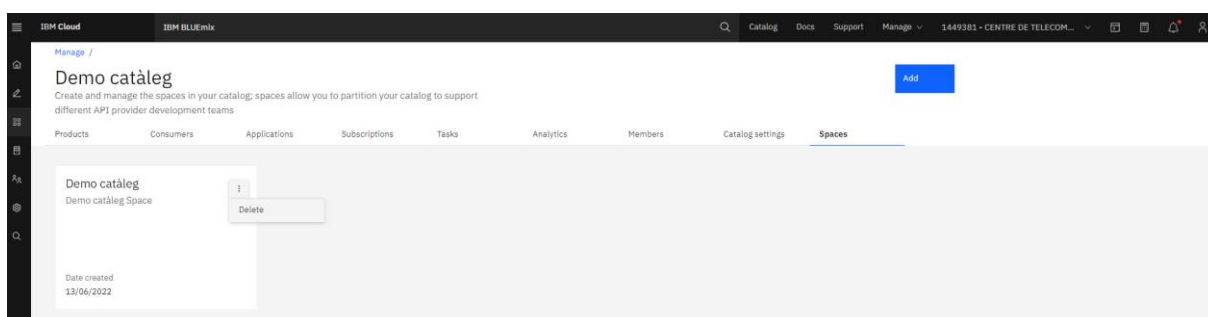 IBM Cloud IBM BLUEmix Catalog Docs Support Manage 1449381 - CENTRE DE TELECOM...
Manage /
Demo catàleg
Add
Create and manage the spaces in your catalog; spaces allow you to partition your catalog to support
different API provider development teams
Products Consumers Applications Subscriptions Tasks Analytics Members Catalog settings Spaces
Demo catàleg
Demo catàleg Space
Delete
Date created
13/06/2022